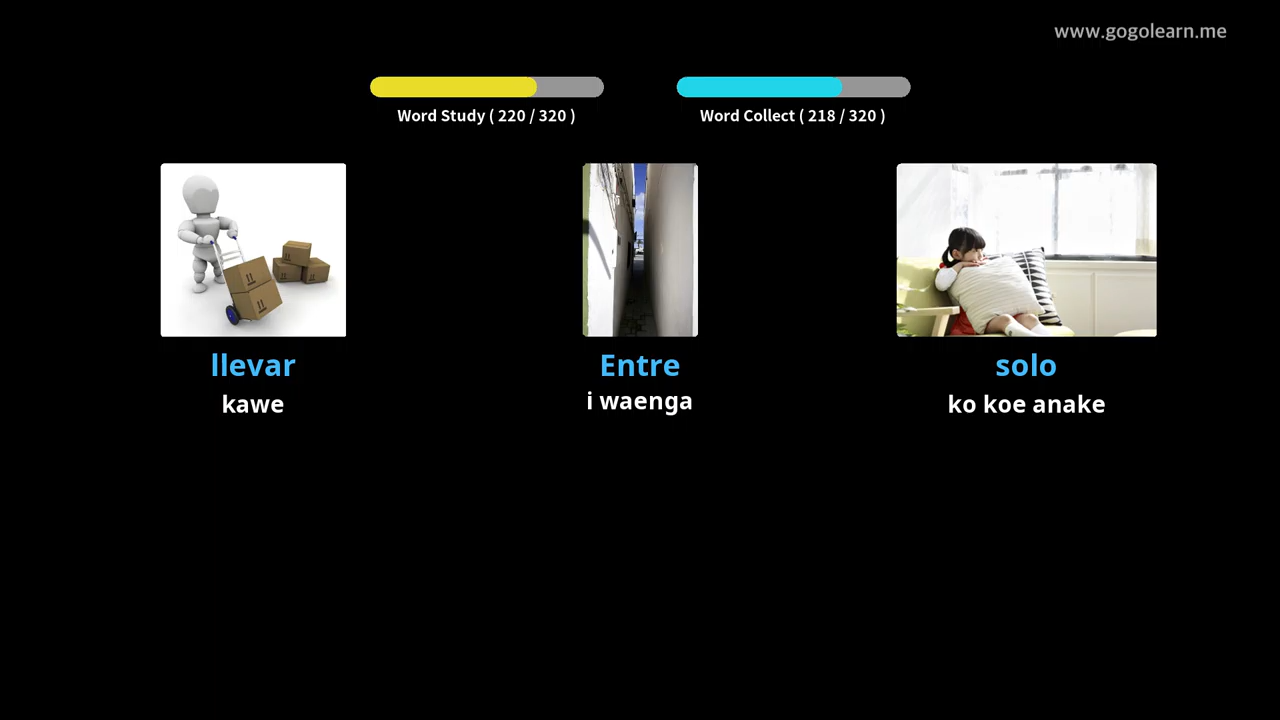 www.gogolearn.me
Word Study ( 220 / 320 )
Word Collect ( 218 / 320 )
llevar
kawe
Entre
i waenga
solo
ko koe anake